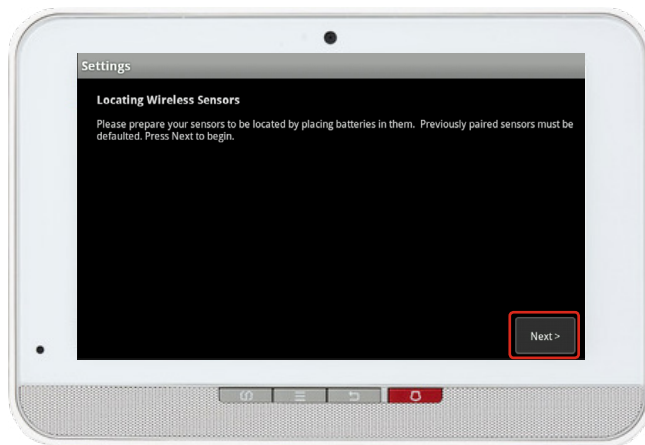 Settings
Locating Wireless Sensors
Please prepare your sensors to be located by placing batteries in them. Previously paired sensors must be
defaulted. Press Next to begin.
Next >